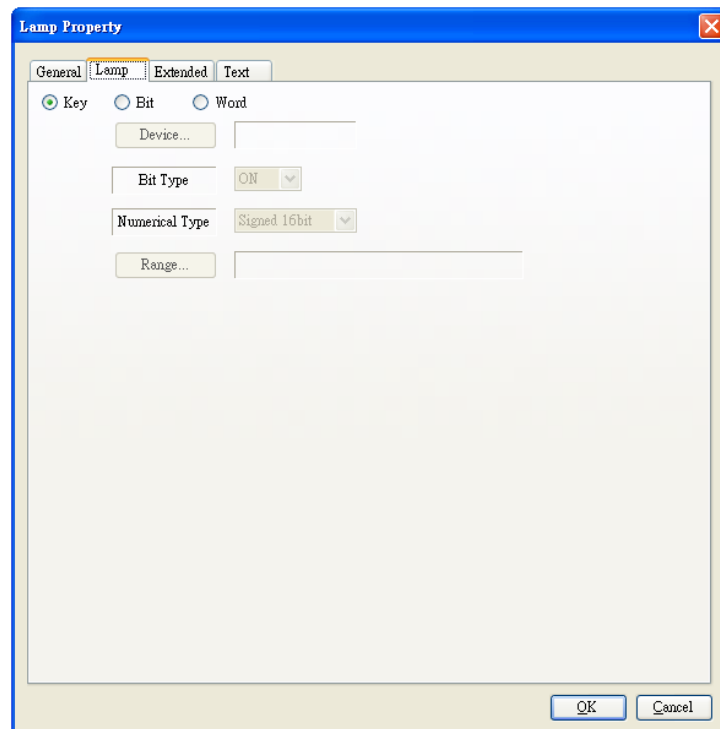 Lamp Property
General Lamp Extended Text
Key Bit Word
Device...
Bit Type ON
Numerical Type Signed 16bit
Range...
OK Cancel